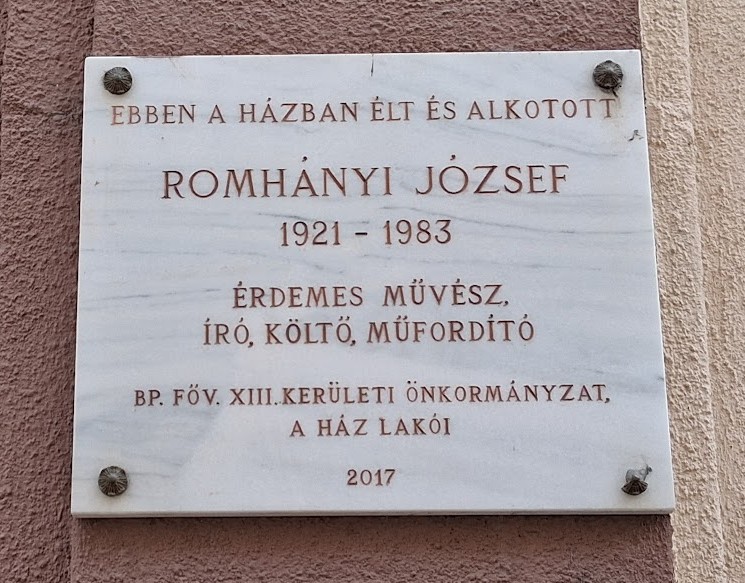 EBBEN A HÁZBAN ÉLT ÉS ALKOTOTT
ROMHÁNYI JÓZSEF
1921 - 1983
ÉRDEMES MŰVÉSZ,
ÍRÓ, KÖLTŐ, MŰFORDÍTÓ
BP. FŐV. XIII. KERÜLETI ÖNKORMÁNYZAT,
A HÁZ LAKÓI
2017